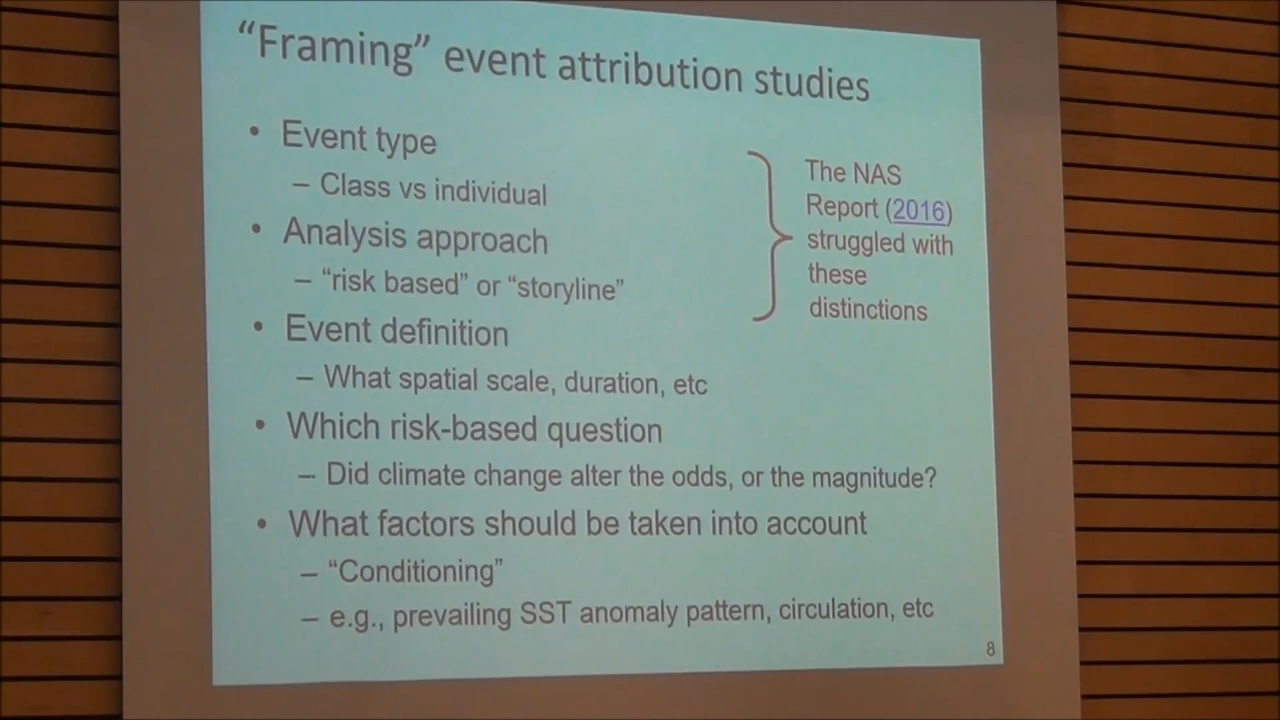 “Framing” event attribution studies
• Event type
– Class vs individual
• Analysis approach
– “risk based” or “storyline”
• Event definition
– What spatial scale, duration, etc
• Which risk-based question
– Did climate change alter the odds, or the magnitude?
• What factors should be taken into account
– “Conditioning”
– e.g., prevailing SST anomaly pattern, circulation, etc
The NAS
Report (2016)
struggled with
these
distinctions
8